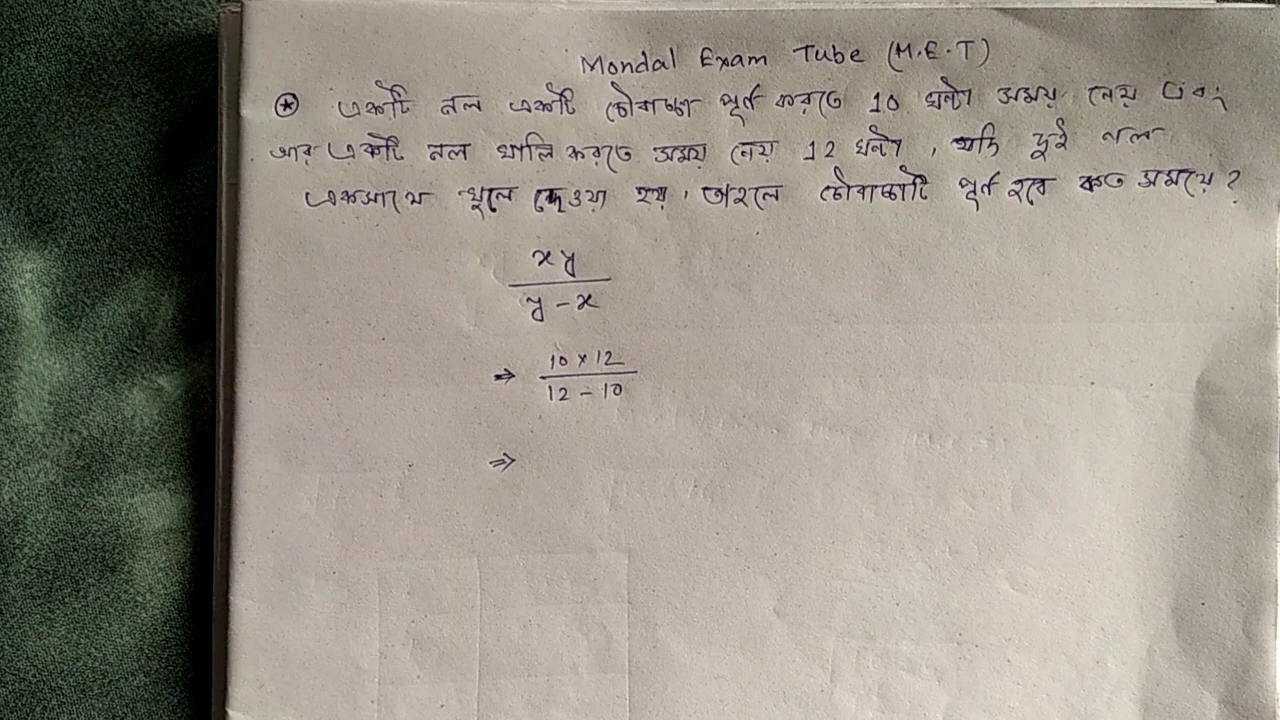 Mondal Exam Tube (M.E.T)
একটি নল একটি চৌবাচ্চা পূর্ণ করতে 10 ঘন্টা সময় নেয় এবং
আর একটি নল খালি করতে সময় নেয় 12 ঘন্টা, যদি দুই নল
একসাথে খুলে দেওয়া হয়, তাহলে চৌবাচ্চাটি পূর্ণ হবে কত সময়ে?
xy
y - x
⇒ 10 × 12
12 - 10
⇒